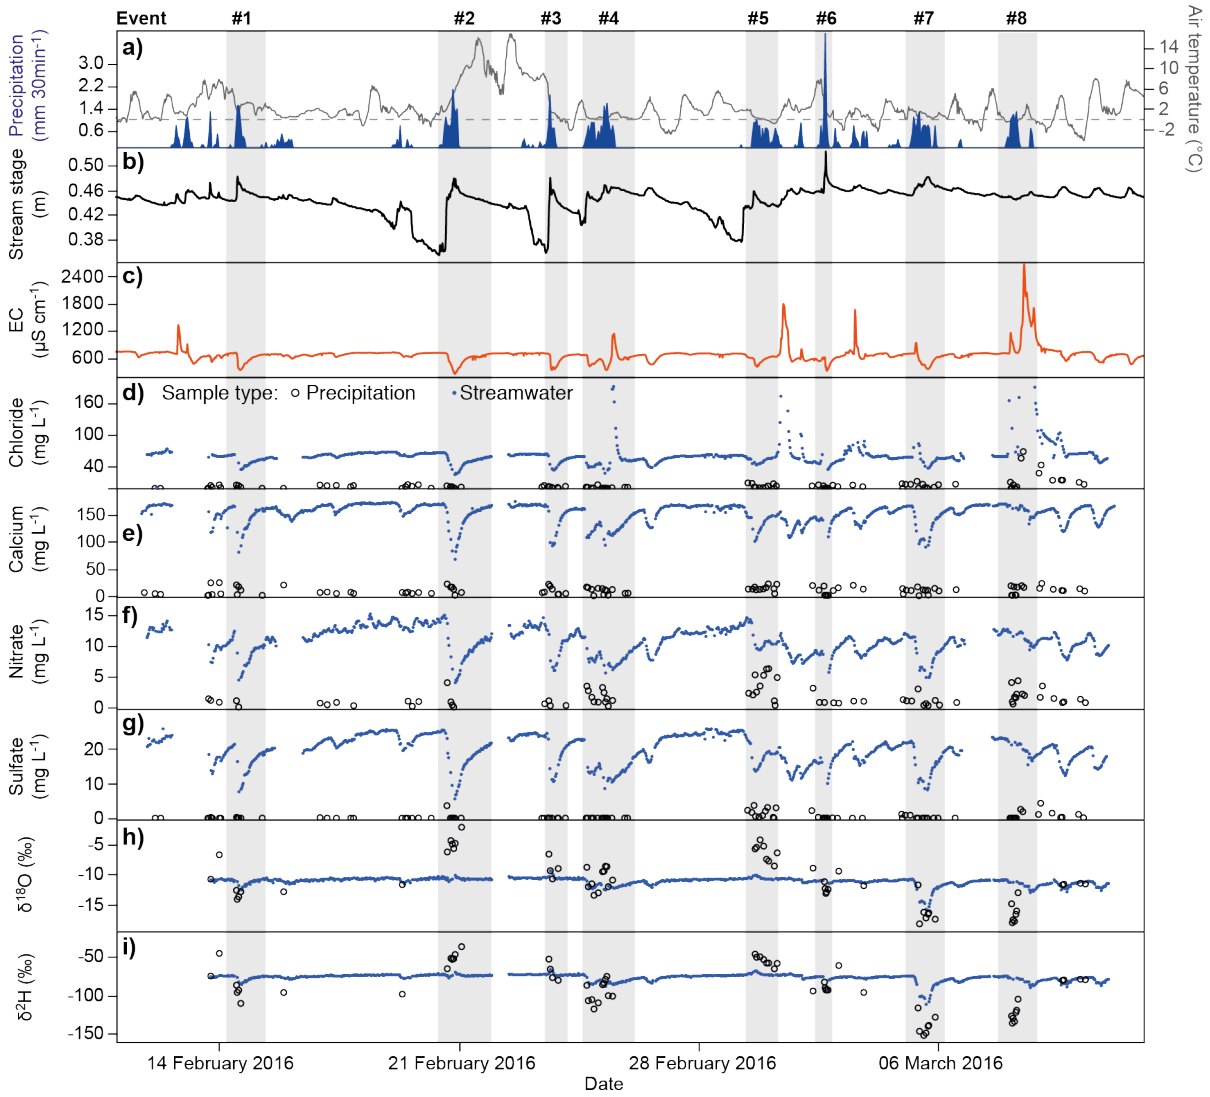 Event #1 #2 #3 #4 #5 #6 #7 #8
a)
Precipitation
(mm 30min⁻¹)
3.0
2.2
1.4
0.6
14
10
6
2
-2
Air temperature (°C)
b)
Stream stage
(m)
0.50
0.46
0.42
0.38
c)
EC
(µS cm⁻¹)
2400
1800
1200
600
d) Sample type: Precipitation Streamwater
Chloride
(mg L⁻¹)
160
100
40
e)
Calcium
(mg L⁻¹)
150
100
50
0
f)
Nitrate
(mg L⁻¹)
15
10
5
0
g)
Sulfate
(mg L⁻¹)
20
10
0
h)
δ¹⁸O (‰)
-5
-10
-15
i)
δ²H (‰)
-50
-100
-150
14 February 2016 21 February 2016 28 February 2016 06 March 2016
Date